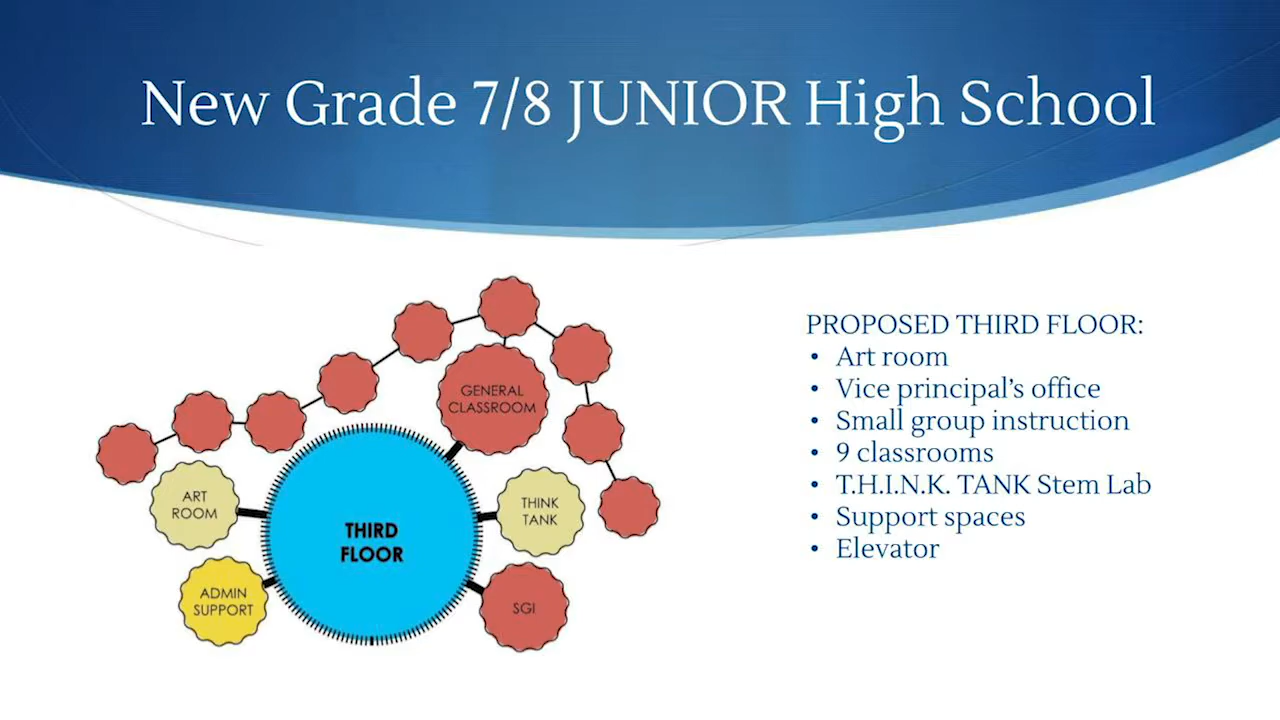 New Grade 7/8 JUNIOR High School
GENERAL
CLASSROOM
ART
ROOM
THINK
TANK
THIRD
FLOOR
ADMIN
SUPPORT
SGI
PROPOSED THIRD FLOOR:
• Art room
• Vice principal's office
• Small group instruction
• 9 classrooms
• T.H.I.N.K. TANK Stem Lab
• Support spaces
• Elevator